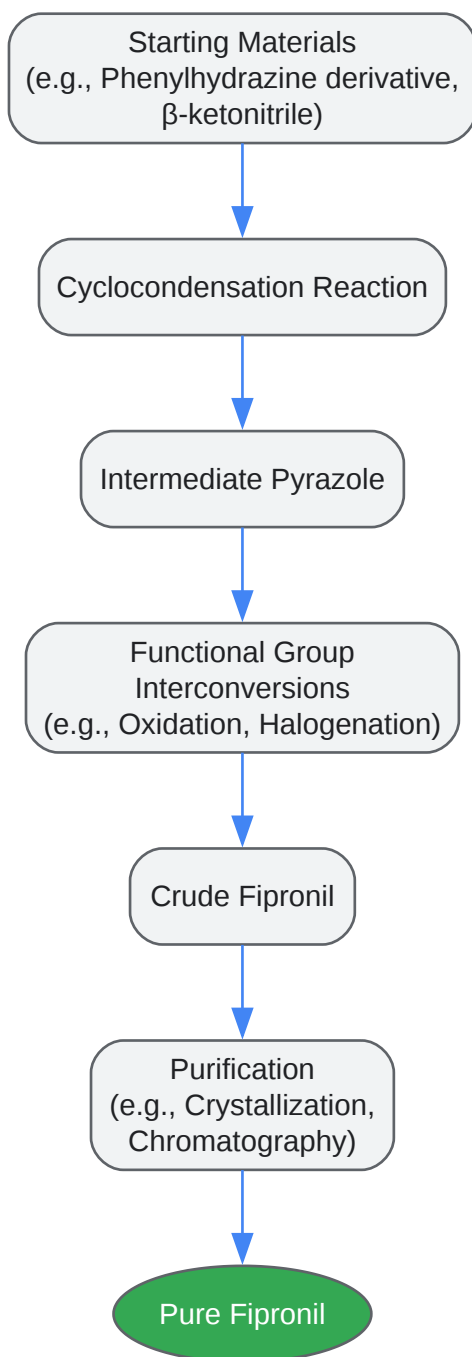 Starting Materials
(e.g., Phenylhydrazine derivative,
β-ketonitrile)
Cyclocondensation Reaction
Intermediate Pyrazole
Functional Group
Interconversions
(e.g., Oxidation, Halogenation)
Crude Fipronil
Purification
(e.g., Crystallization,
Chromatography)
Pure Fipronil